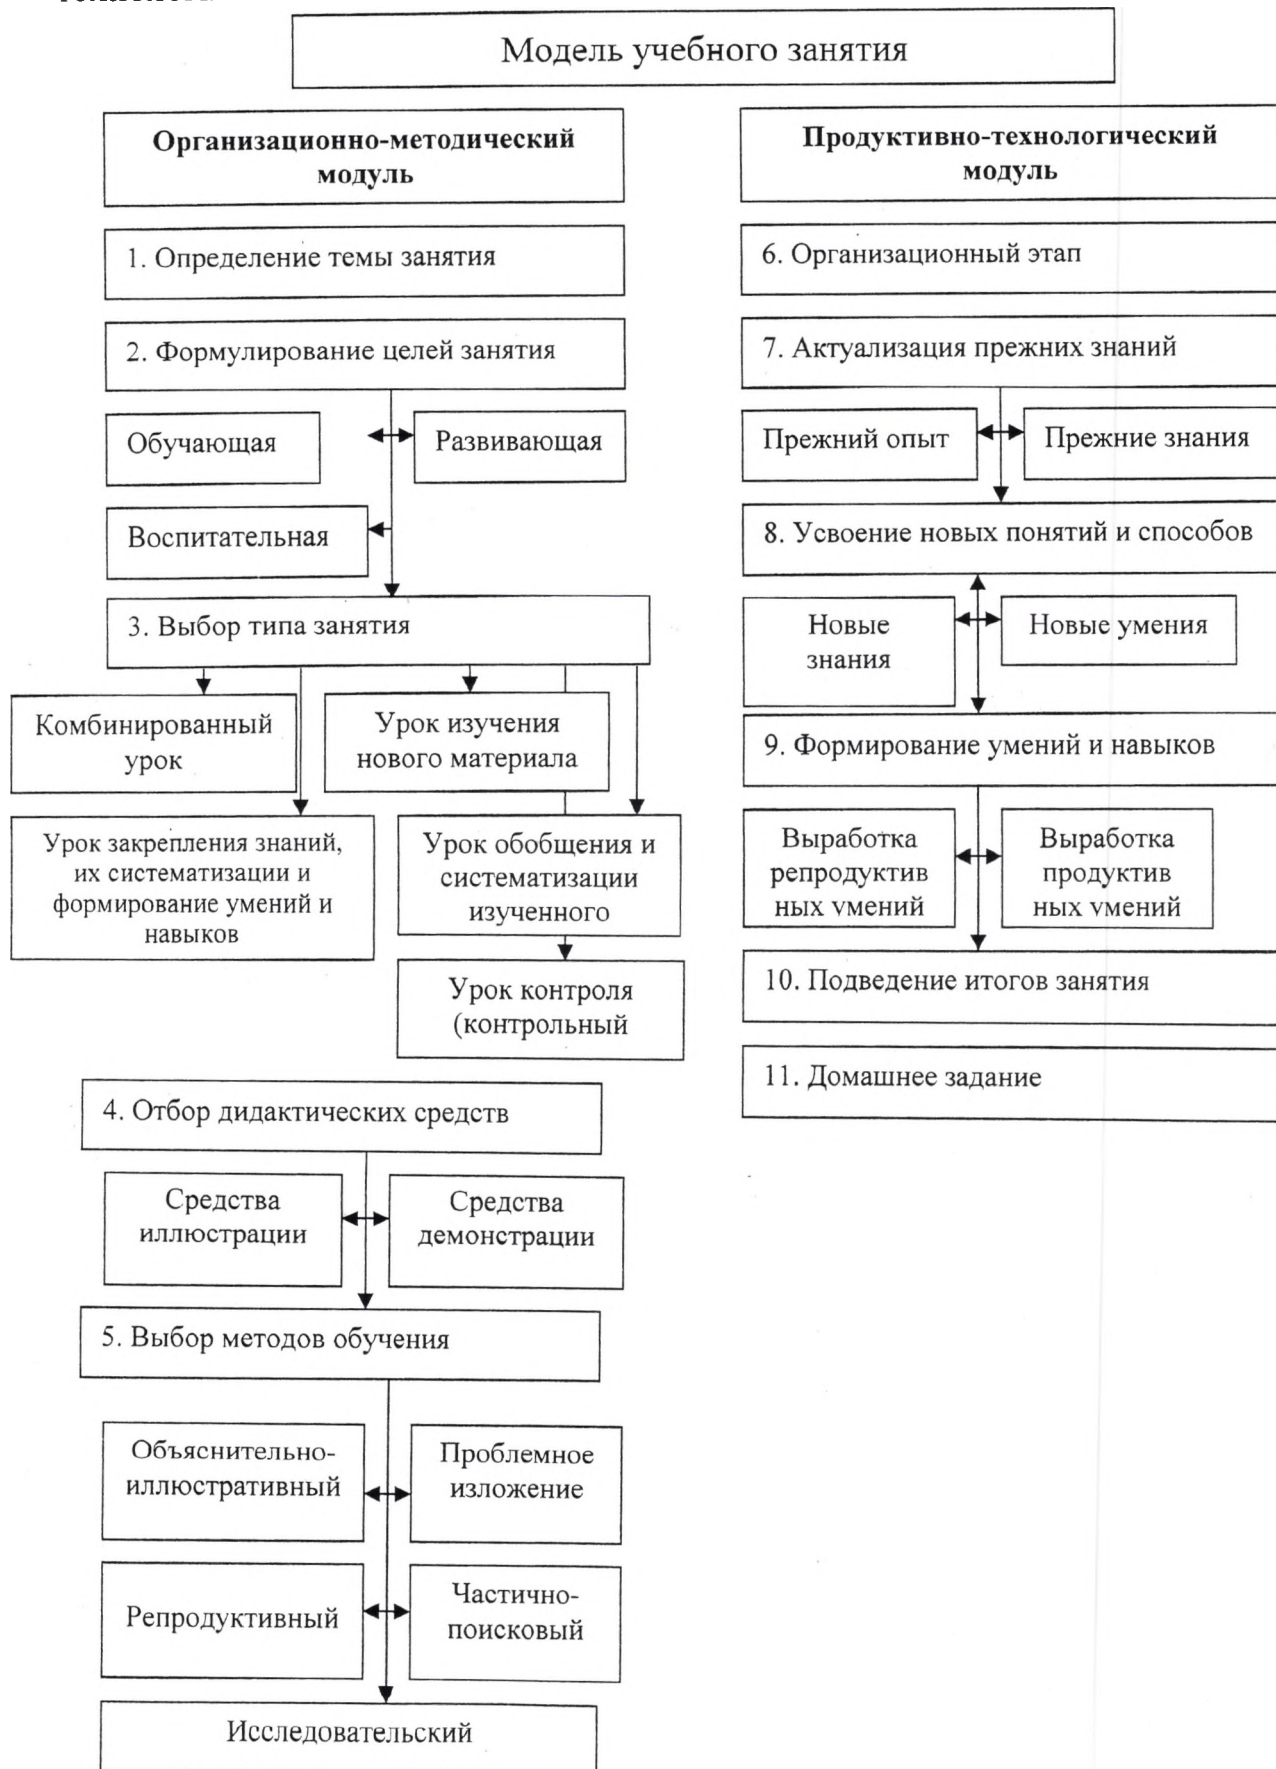 Модель учебного занятия
Организационно-методический
модуль
1. Определение темы занятия
2. Формулирование целей занятия
Обучающая
Развивающая
Воспитательная
3. Выбор типа занятия
Комбинированный
урок
Урок изучения
нового материала
Урок закрепления знаний,
их систематизации и
формирование умений и
навыков
Урок обобщения и
систематизации
изученного
Урок контроля
(контрольный
4. Отбор дидактических средств
Средства
иллюстрации
Средства
демонстрации
5. Выбор методов обучения
Объяснительно-
иллюстративный
Проблемное
изложение
Репродуктивный
Частично-
поисковый
Исследовательский
Продуктивно-технологический
модуль
6. Организационный этап
7. Актуализация прежних знаний
Прежний опыт
Прежние знания
8. Усвоение новых понятий и способов
Новые
знания
Новые умения
9. Формирование умений и навыков
Выработка
репродуктив
ных умений
Выработка
продуктив
ных умений
10. Подведение итогов занятия
11. Домашнее задание